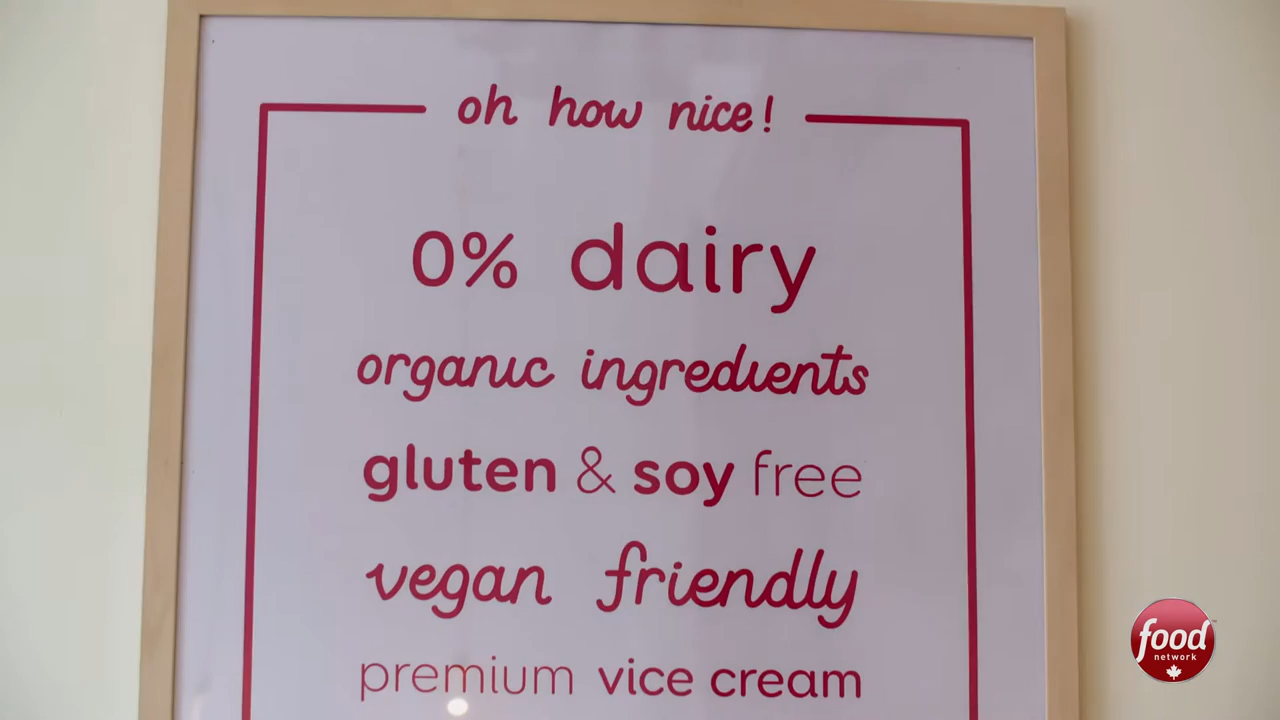 oh how nice!
0% dairy
organic ingredients
gluten & soy free
vegan friendly
premium vice cream
food
network